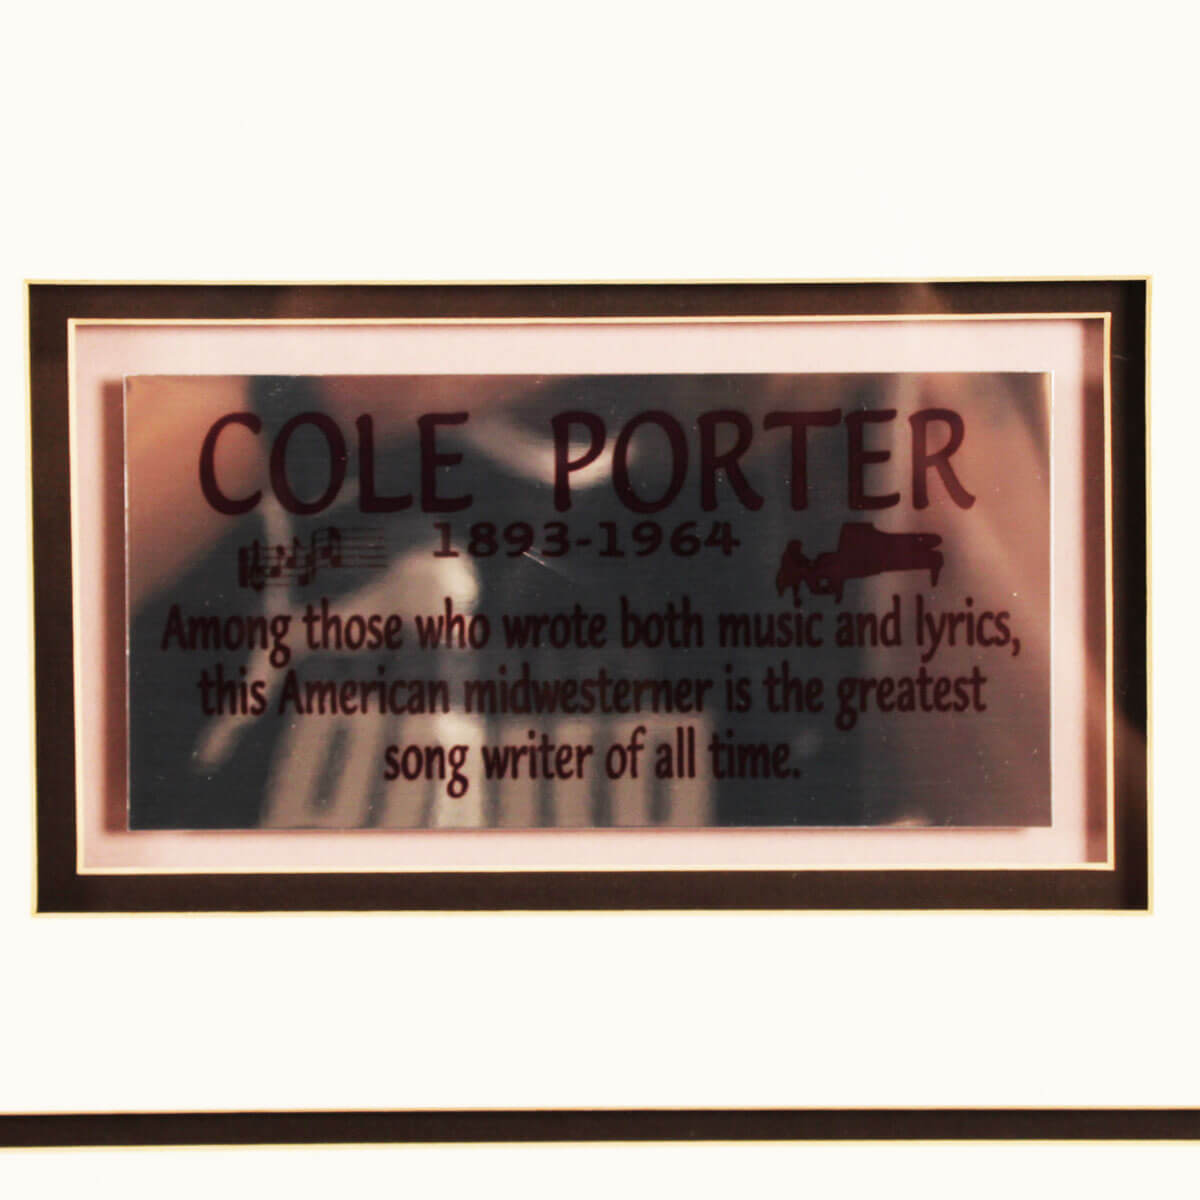 COLE PORTER
1893-1964
Among those who wrote both music and lyrics,
this American midwesterner is the greatest
song writer of all time.